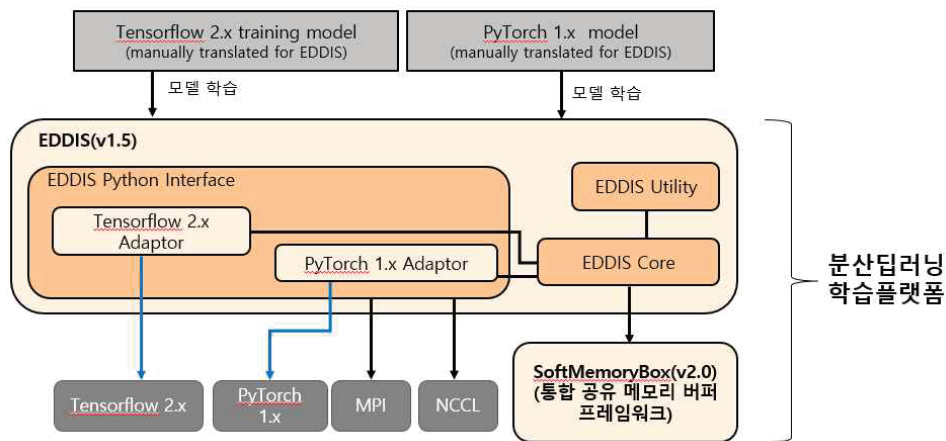 Tensorflow 2.x training model
(manually translated for EDDIS)
PyTorch 1.x model
(manually translated for EDDIS)
모델 학습
모델 학습
EDDIS(v1.5)
EDDIS Python Interface
EDDIS Utility
Tensorflow 2.x
Adaptor
PyTorch 1.x Adaptor
EDDIS Core
분산딥러닝
학습플랫폼
SoftMemoryBox(v2.0)
(통합 공유 메모리 버퍼
프레임워크)
Tensorflow 2.x
PyTorch
1.x
MPI
NCCL